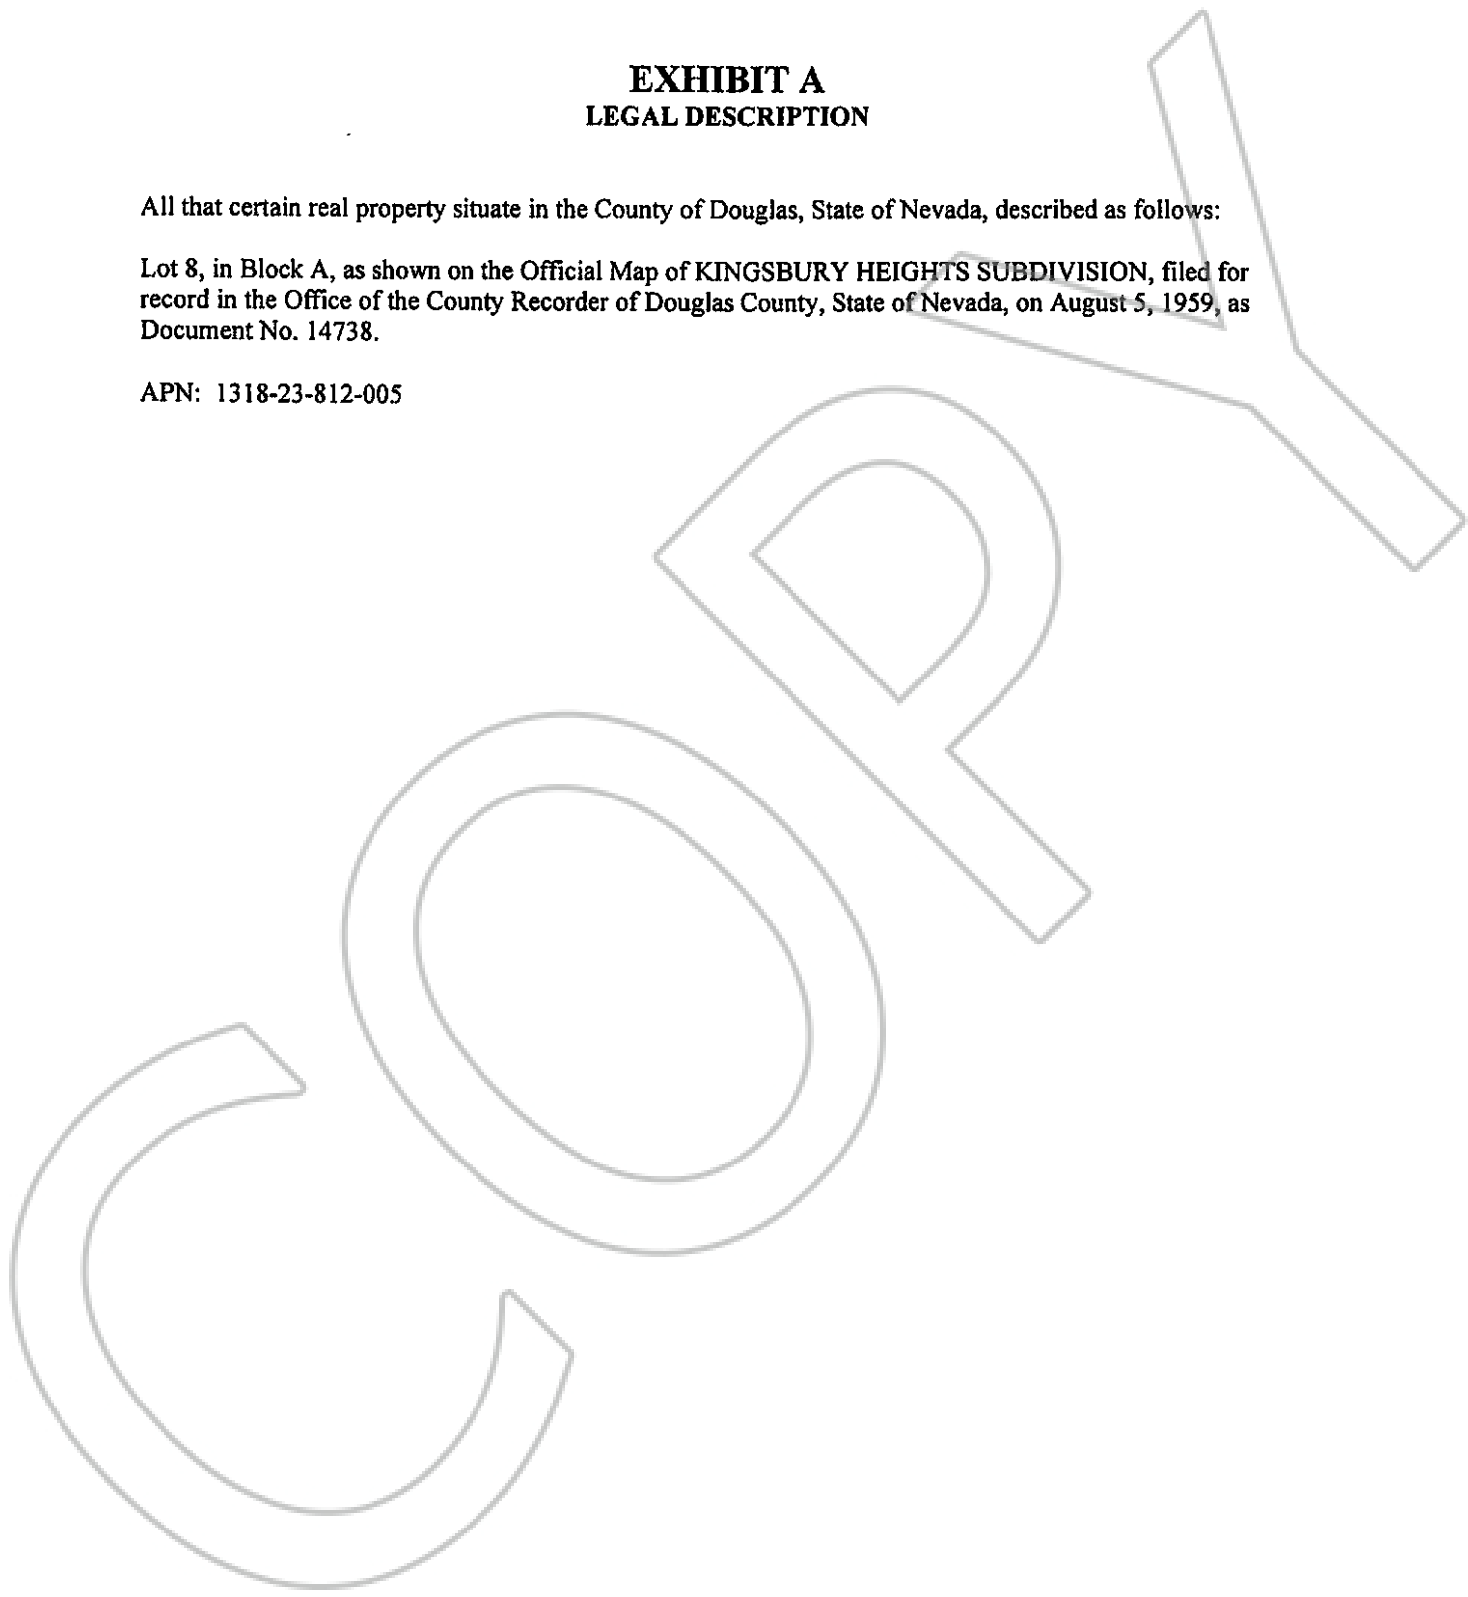 EXHIBIT A
LEGAL DESCRIPTION
All that certain real property situate in the County of Douglas, State of Nevada, described as follows:
Lot 8, in Block A, as shown on the Official Map of KINGSBURY HEIGHTS SUBDIVISION, filed for
record in the Office of the County Recorder of Douglas County, State of Nevada, on August 5, 1959, as
Document No. 14738.
APN: 1318-23-812-005
COPY